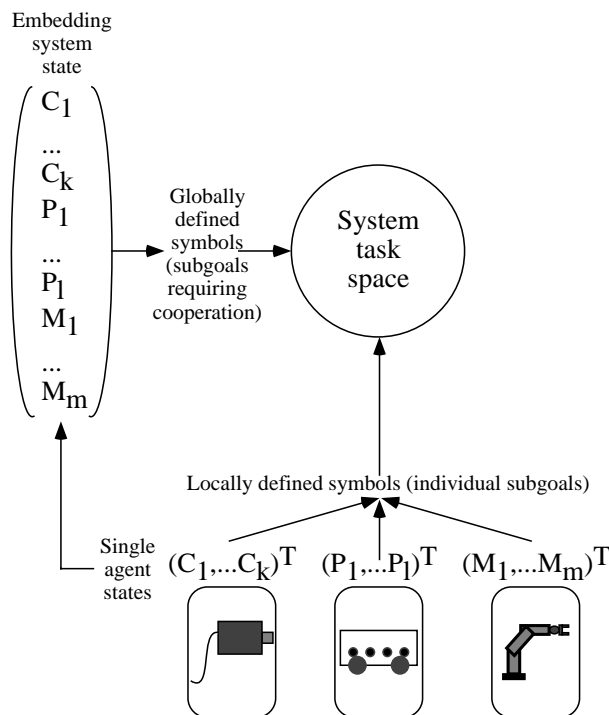 Embedding
system
state
C1
...
Ck
P1
...
Pl
M1
...
Mm
Globally
defined
symbols
(subgoals
requiring
cooperation)
System
task
space
Locally defined symbols (individual subgoals)
Single
agent
states
(C1,...Ck)T
(P1,...Pl)T
(M1,...Mm)T